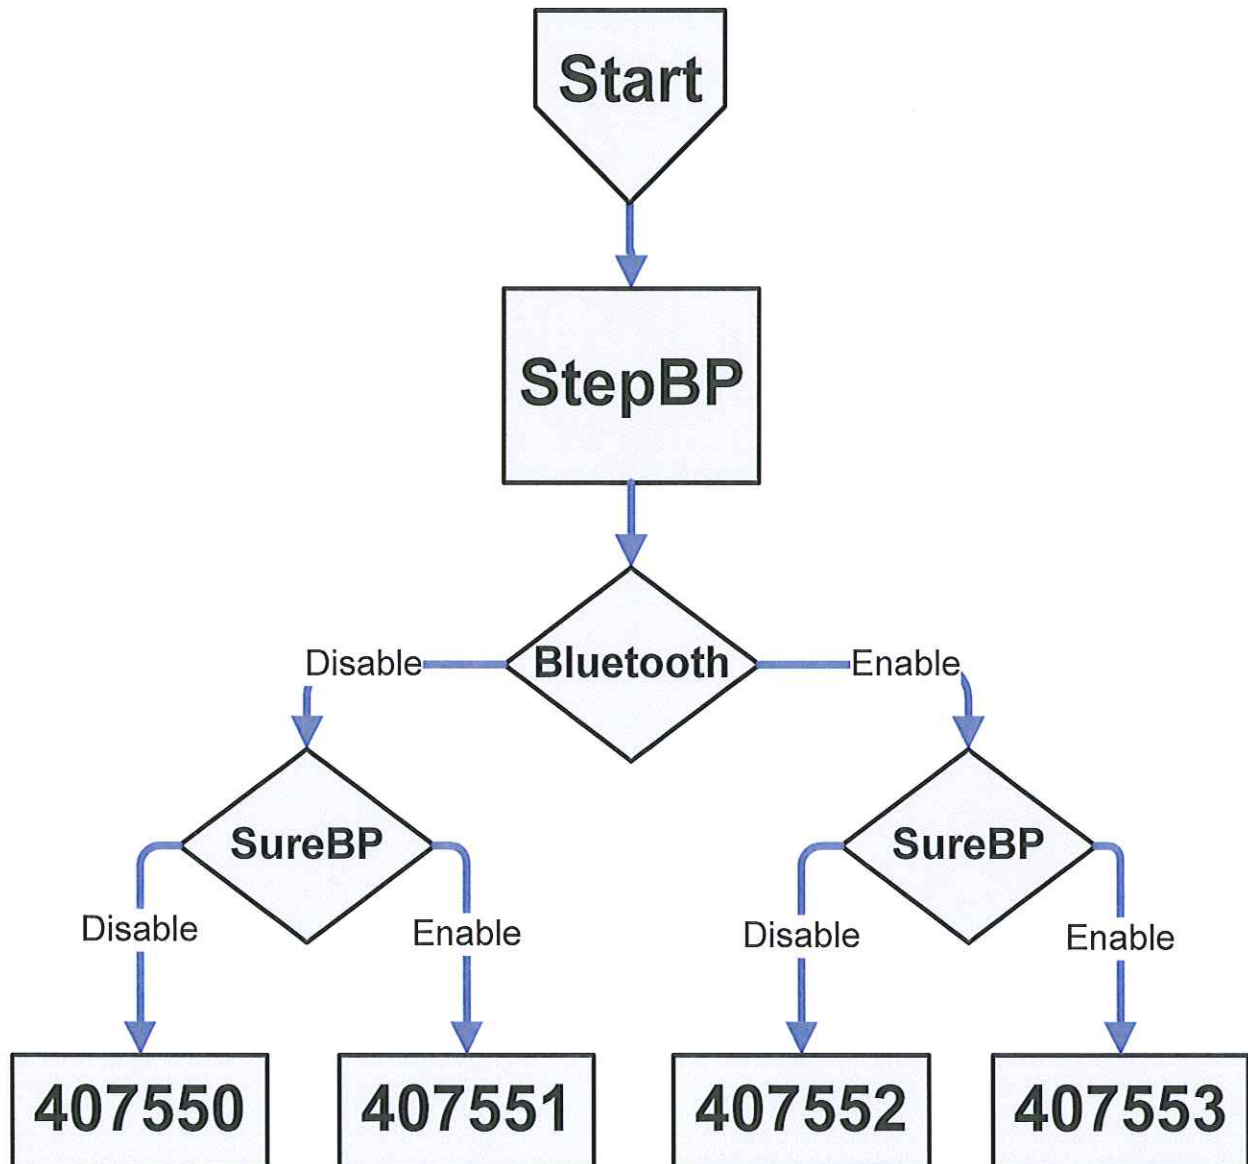 Start
StepBP
Disable
Bluetooth
Enable
SureBP
SureBP
Disable
Enable
Disable
Enable
407550
407551
407552
407553